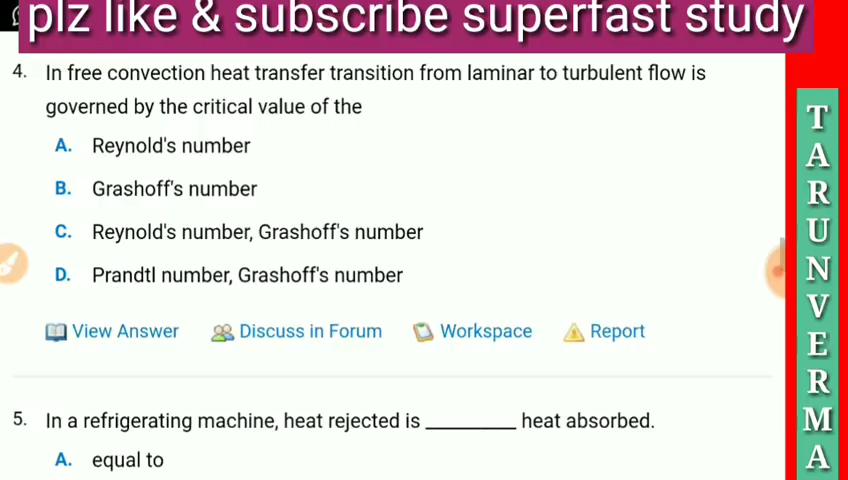 plz like & subscribe superfast study
4. In free convection heat transfer transition from laminar to turbulent flow is
governed by the critical value of the
A. Reynold's number
B. Grashoff's number
C. Reynold's number, Grashoff's number
D. Prandtl number, Grashoff's number
View Answer Discuss in Forum Workspace Report
5. In a refrigerating machine, heat rejected is ________ heat absorbed.
A. equal to
TARUNVERMA